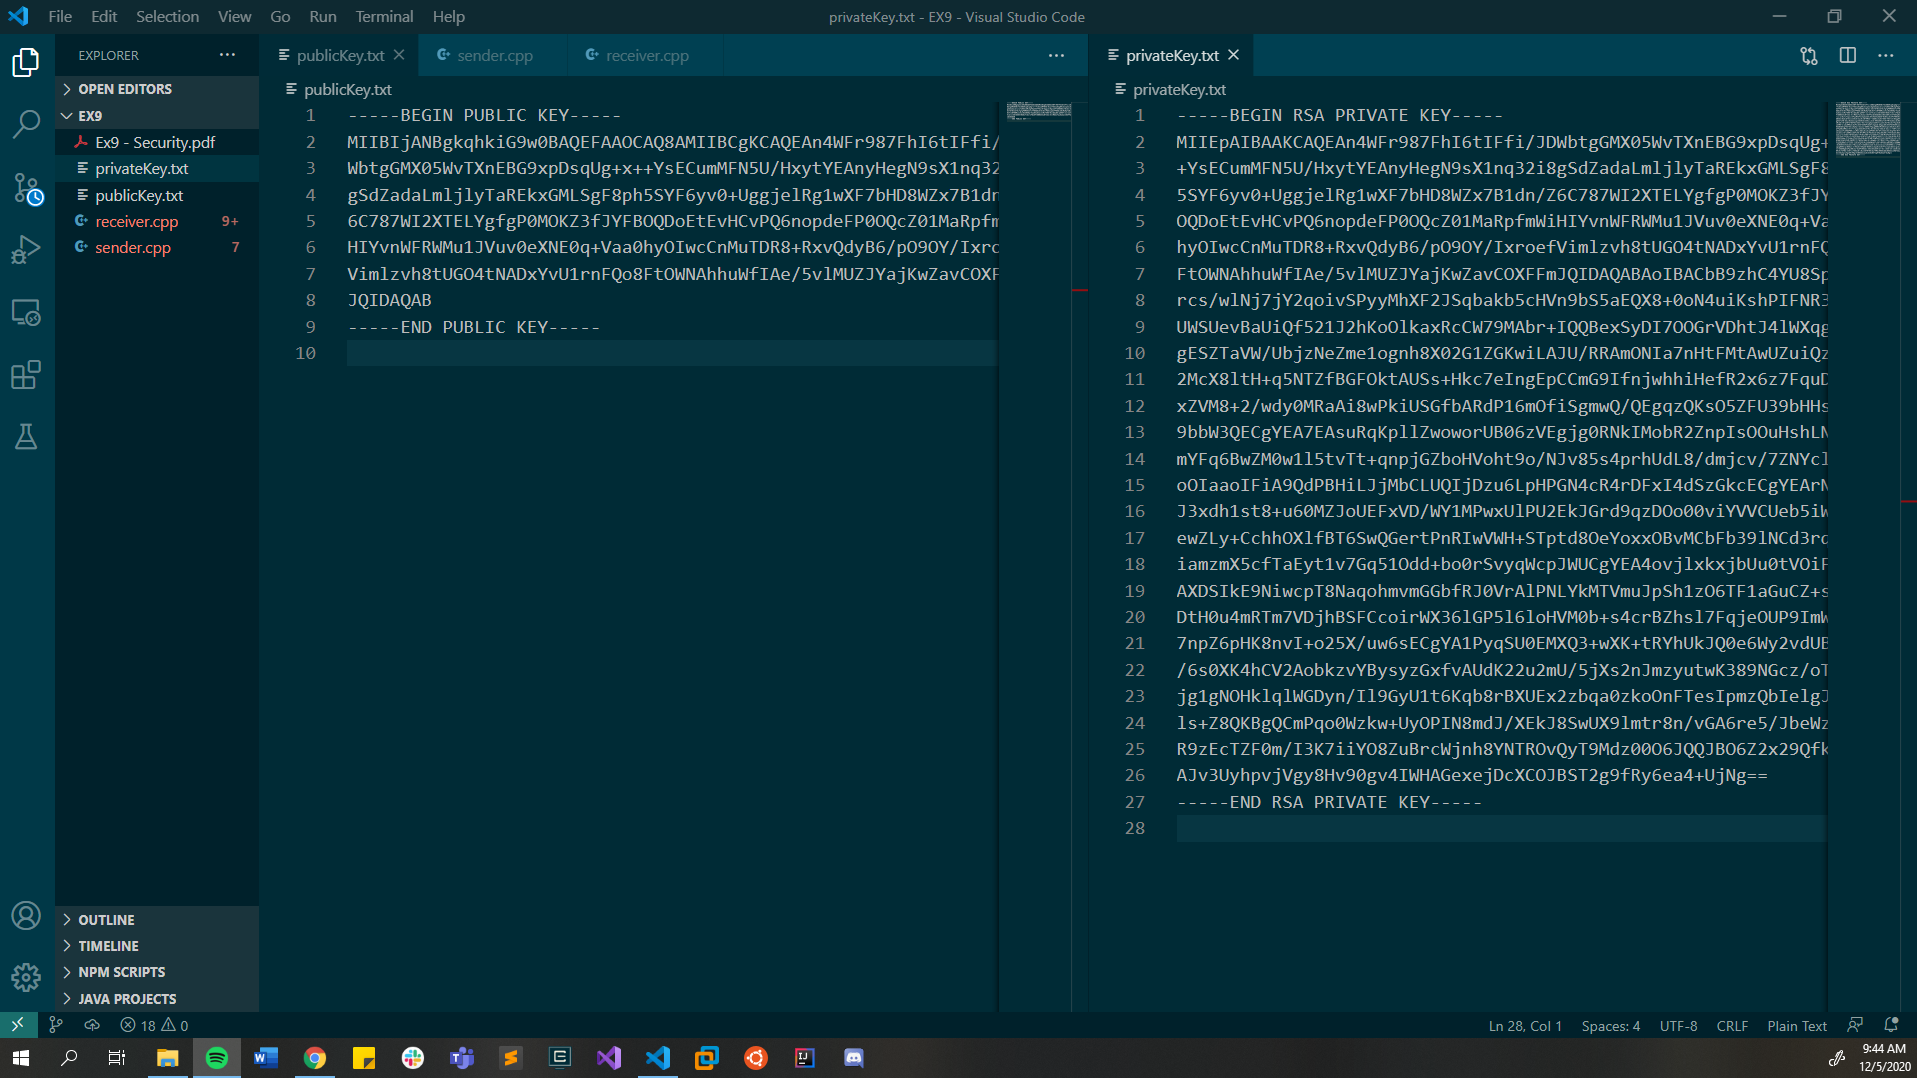 File Edit Selection View Go Run Terminal Help
privateKey.txt - EX9 - Visual Studio Code
EXPLORER
OPEN EDITORS
EX9
Ex9 - Security.pdf
privateKey.txt
publicKey.txt
receiver.cpp 9+
sender.cpp 7
OUTLINE
TIMELINE
NPM SCRIPTS
JAVA PROJECTS
publicKey.txt sender.cpp receiver.cpp
publicKey.txt
1 -----BEGIN PUBLIC KEY-----
2 MIIBIjANBgkqhkiG9w0BAQEFAAOCAQ8AMIIBCgKCAQEAn4WFr987FhI6tIFfi/
3 WbtgGMX05WvTXnEBG9xpDsqUg+x++YsECumMFN5U/HxytYEAnyHegN9sX1nq32
4 gSdZadaLmljlyTaREkxGMLSgF8ph5SYF6yv0+UggjelRg1wXF7bHD8WZx7B1dn
5 6C787WI2XTELYgfgP0MOKZ3fJYFBOQDoEtEvHCvPQ6nopdeFP0OQcZ01MaRpfm
6 HIYvnWFRWMu1JVuv0eXNE0q+Vaa0hyOIwcCnMuTDR8+RxvQdyB6/pO9OY/Ixro
7 Vimlzvh8tUGO4tNADxYvU1rnFQo8FtOWNAhhuWfIAe/5vlMUZJYajKwZavCOXF
8 JQIDAQAB
9 -----END PUBLIC KEY-----
10
privateKey.txt
privateKey.txt
1 -----BEGIN RSA PRIVATE KEY-----
2 MIIEpAIBAAKCAQEAn4WFr987FhI6tIFfi/JDWbtgGMX05WvTXnEBG9xpDsqUg+
3 +YsECumMFN5U/HxytYEAnyHegN9sX1nq32i8gSdZadaLmljlyTaREkxGMLSgF8
4 5SYF6yv0+UggjelRg1wXF7bHD8WZx7B1dn/Z6C787WI2XTELYgfgP0MOKZ3fJY
5 OQDoEtEvHCvPQ6nopdeFP0OQcZ01MaRpfmWiHIYvnWFRWMu1JVuv0eXNE0q+Va
6 hyOIwcCnMuTDR8+RxvQdyB6/pO9OY/IxroefVimlzvh8tUGO4tNADxYvU1rnFQ
7 FtOWNAhhuWfIAe/5vlMUZJYajKwZavCOXFFmJQIDAQABAoIBACbB9zhC4YU8Sp
8 rcs/wlNj7jY2qoivSPyyMhXF2JSqbakb5cHVn9bS5aEQX8+0oN4uiKshPIFNR3
9 UWSUevBaUiQf521J2hKoOlkaxRcCW79MAbr+IQQBexSyDI7OOGrVDhtJ4lWXqg
10 gESZTaVW/UbjzNeZme1ognh8X02G1ZGKwiLAJU/RRAmONIa7nHtFMtAwUZuiQz
11 2McX8ltH+q5NTZfBGFOktAUSs+Hkc7eIngEpCCmG9IfnjwhhiHefR2x6z7FquD
12 xZVM8+2/wdy0MRaAi8wPkiUSGfbARdP16mOfiSgmwQ/QEgqzQKsO5ZFU39bHHs
13 9bbW3QECgYEA7EAsuRqKpllZwoworUB06zVEgjg0RNkIMobR2ZnpIsOOuHshLN
14 mYFq6BwZM0w1l5tvTt+qnpjGZboHVoht9o/NJv85s4prhUdL8/dmjcv/7ZNYcl
15 oOIaaoIFiA9QdPBHiLJjMbCLUQIjDzu6LpHPGN4cR4rDFxI4dSzGkcECgYEArN
16 J3xdh1st8+u60MZJoUEFxVD/WY1MPwxUlPU2EkJGrd9qzDOo00viYVVCUeb5iW
17 ewZLy+CchhOXlfBT6SwQGertPnRIwVWH+STptd8OeYoxxOBvMCbFb39lNCd3rd
18 iamzmX5cfTaEyt1v7Gq51Odd+bo0rSvyqWcpJWUCgYEA4ovjlxkxjbUu0tVOiF
19 AXDSIkE9NiwcpT8NaqohmvmGGbfRJ0VrAlPNLYkMTVmuJpSh1zO6TF1aGuCZ+s
20 DtH0u4mRTm7VDjhBSFCcoirWX36lGP5l6loHVM0b+s4crBZhsl7FqjeOUP9ImW
21 7npZ6pHK8nvI+o25X/uw6sECgYA1PyqSU0EMXQ3+wXK+tRYhUkJQ0e6Wy2vdUB
22 /6s0XK4hCV2AobkzvYBysyzGxfvAUdK22u2mU/5jXs2nJmzyutwK389NGcz/oT
23 jg1gNOHklqlWGDyn/Il9GyU1t6Kqb8rBXUEx2zbqa0zkoOnFTesIpmzQbIelgJ
24 ls+Z8QKBgQCmPqo0Wzkw+UyOPIN8mdJ/XEkJ8SwUX9lmtr8n/vGA6re5/JbeWz
25 R9zEcTZF0m/I3K7iiYO8ZuBrcWjnh8YNTROvQyT9Mdz00O6JQQJBO6Z2x29Qfk
26 AJv3UyhpvjVgy8Hv90gv4IWHAGexejDcXCOJBST2g9fRy6ea4+UjNg==
27 -----END RSA PRIVATE KEY-----
28
18 0
Ln 28, Col 1 Spaces: 4 UTF-8 CRLF Plain Text
9:44 AM
12/5/2020